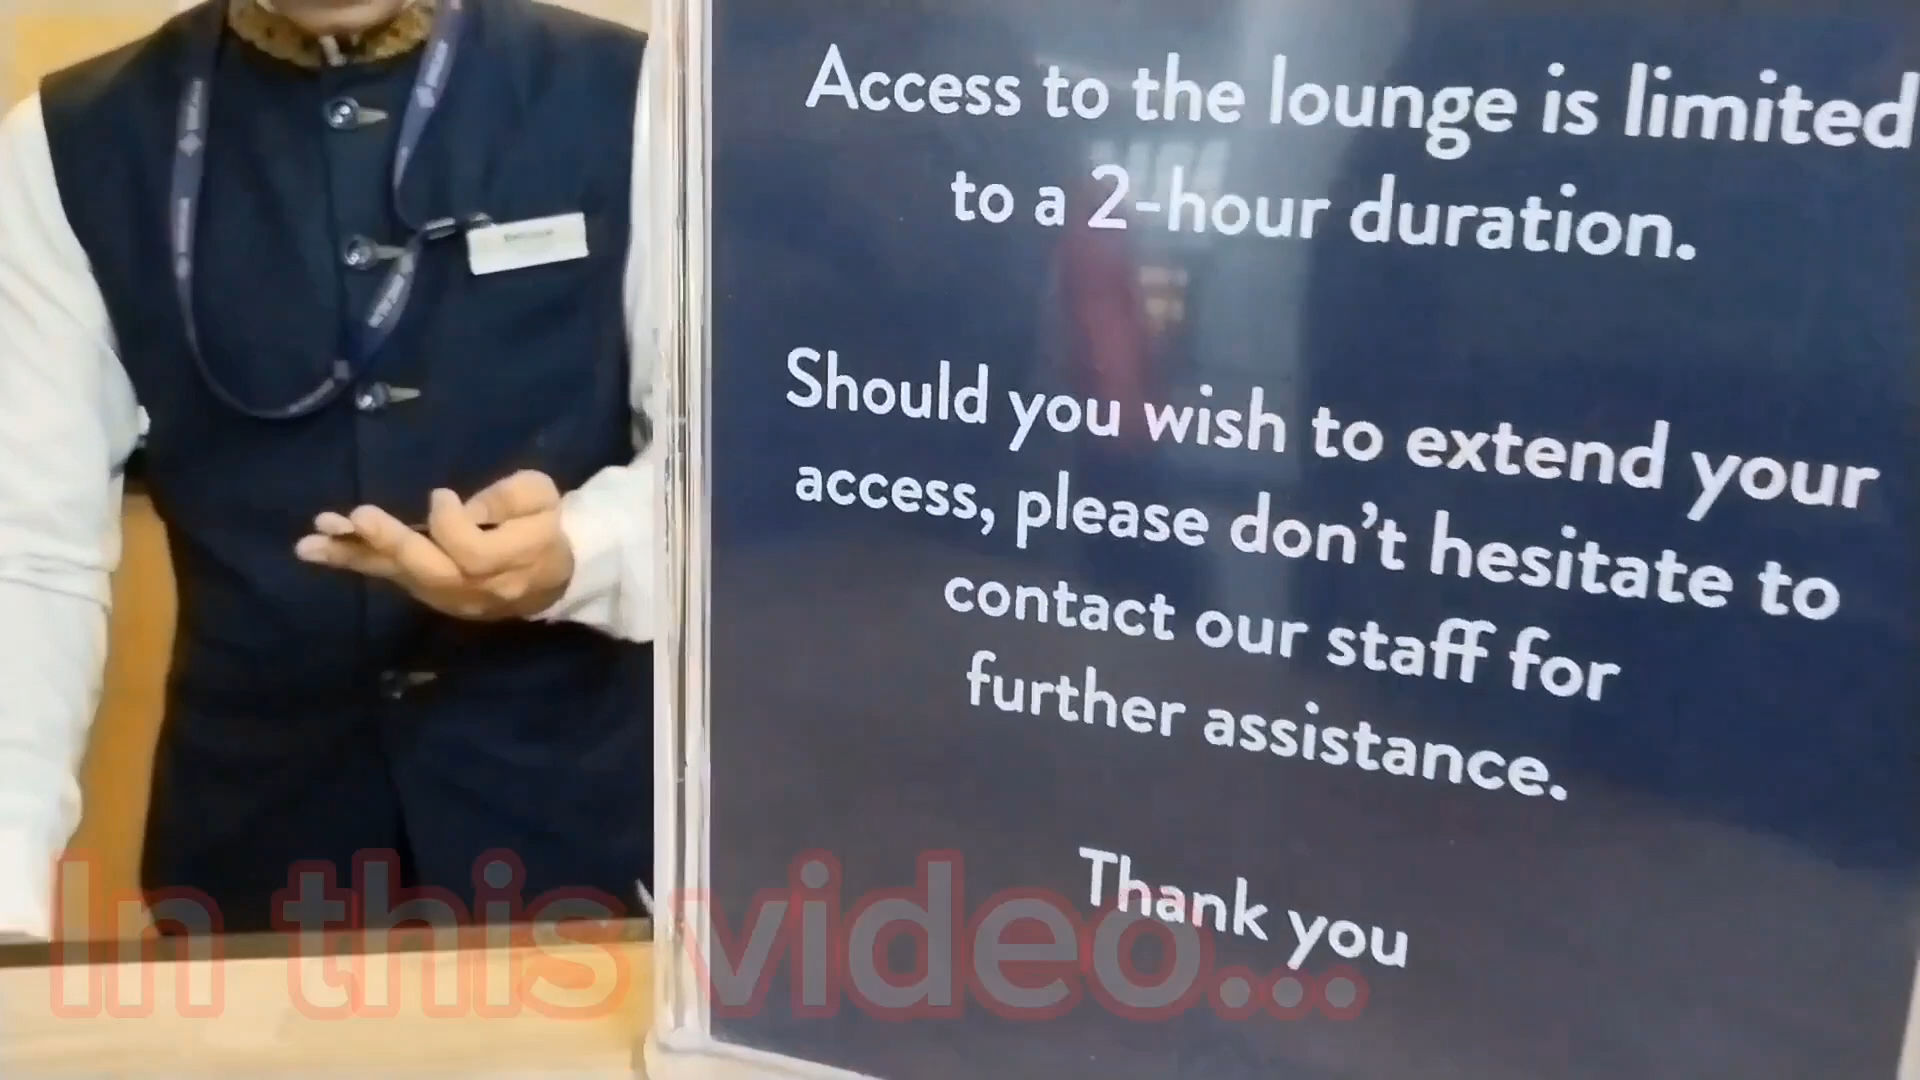 Access to the lounge is limited
to a 2-hour duration.
Should you wish to extend your
access, please don't hesitate to
contact our staff for
further assistance.
Thank you
In this video...